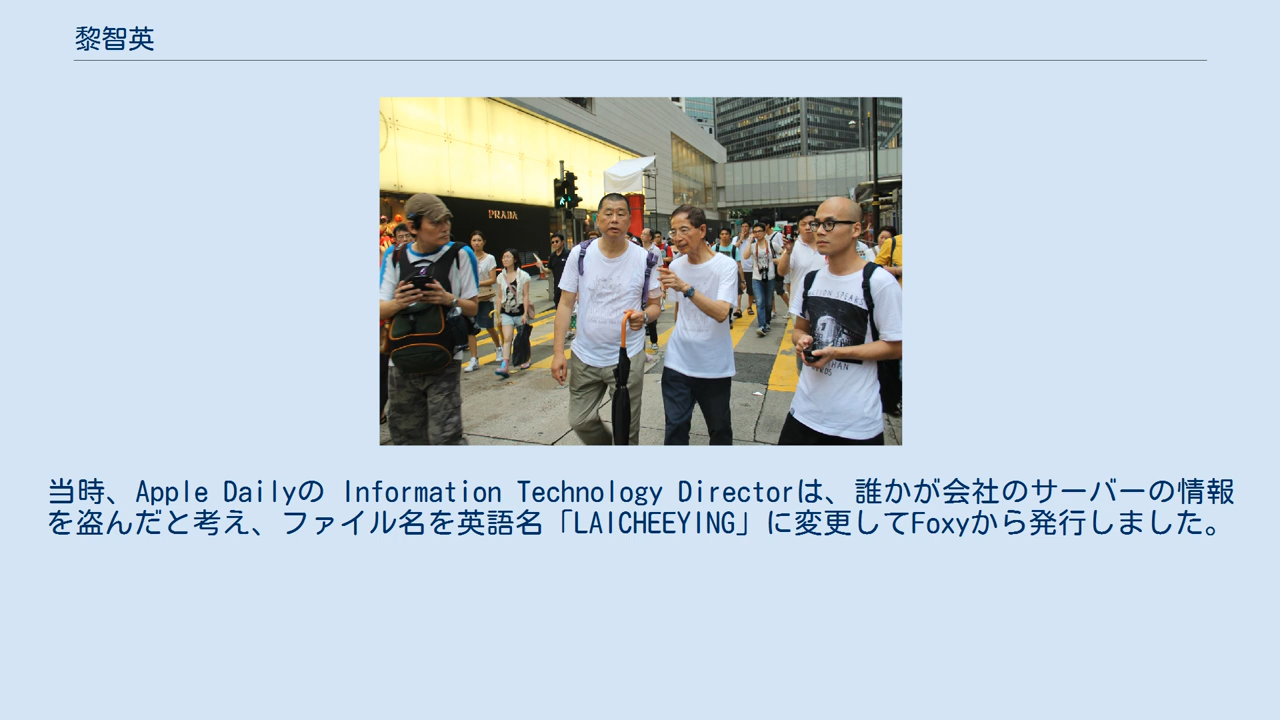 黎智英
PRADA
当時、Apple Dailyの Information Technology Directorは、誰かが会社のサーバーの情報
を盗んだと考え、ファイル名を英語名「LAICHEEYING」に変更してFoxyから発行しました。